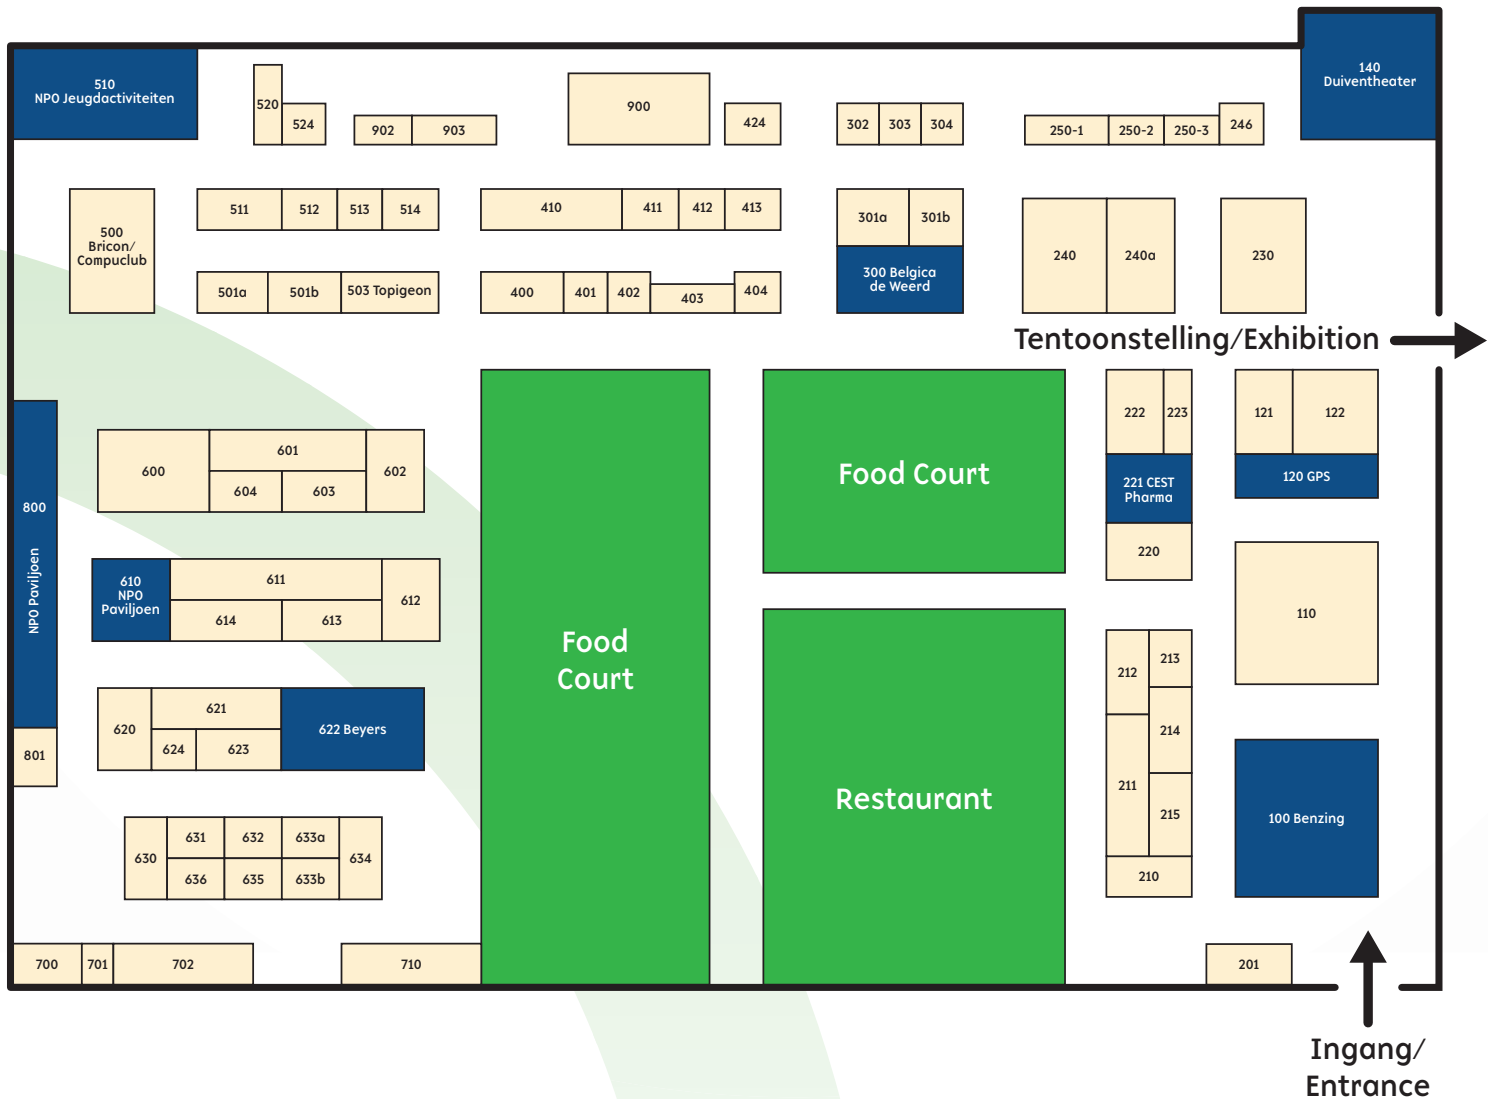 510
NPO Jeugdactiviteiten
520
524
902
903
900
424
302
303
304
250-1
250-2
250-3
246
140
Duiventheater
500
Bricon/
Compuclub
511
512
513
514
410
411
412
413
301a
301b
300 Belgica
de Weerd
240
240a
230
501a
501b
503 Topigeon
400
401
402
403
404
Tentoonstelling/Exhibition
800
NPO Paviljoen
801
600
601
602
604
603
610
NPO
Paviljoen
611
612
614
613
620
621
622 Beyers
624
623
630
631
632
633a
634
636
635
633b
700
701
702
710
Food
Court
Food Court
Restaurant
222
223
221 CEST
Pharma
220
121
122
120 GPS
110
212
213
214
211
215
210
100 Benzing
201
Ingang/
Entrance